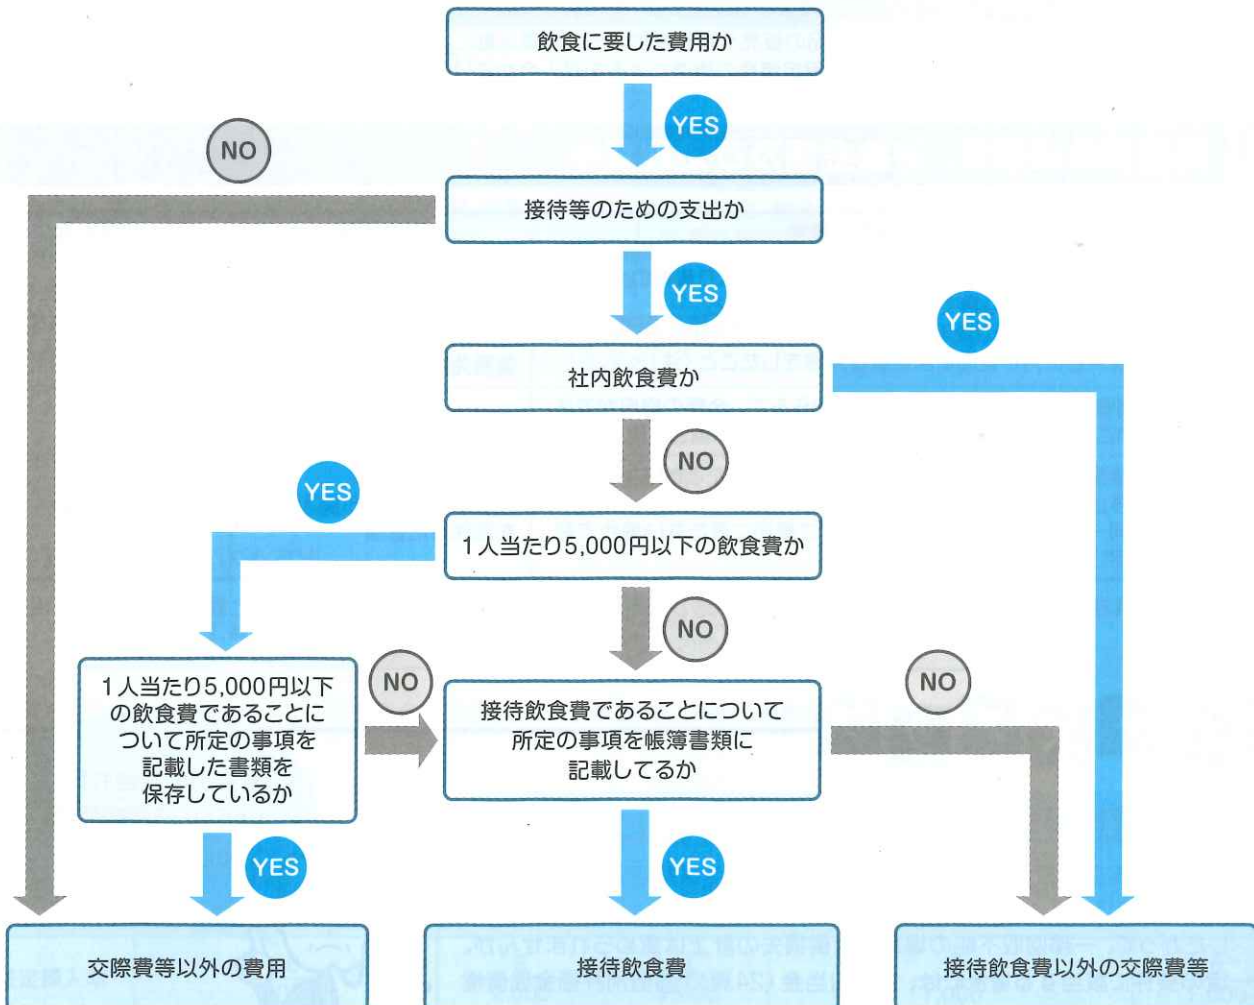 飲食に要した費用か
YES
NO
接待等のための支出か
YES
YES
社内飲食費か
NO
YES
1人当たり5,000円以下の飲食費か
NO
1人当たり5,000円以下
の飲食費であることに
ついて所定の事項を
記載した書類を
保存しているか
NO
接待飲食費であることについて
所定の事項を帳簿書類に
記載してるか
NO
YES
YES
交際費等以外の費用
接待飲食費
接待飲食費以外の交際費等